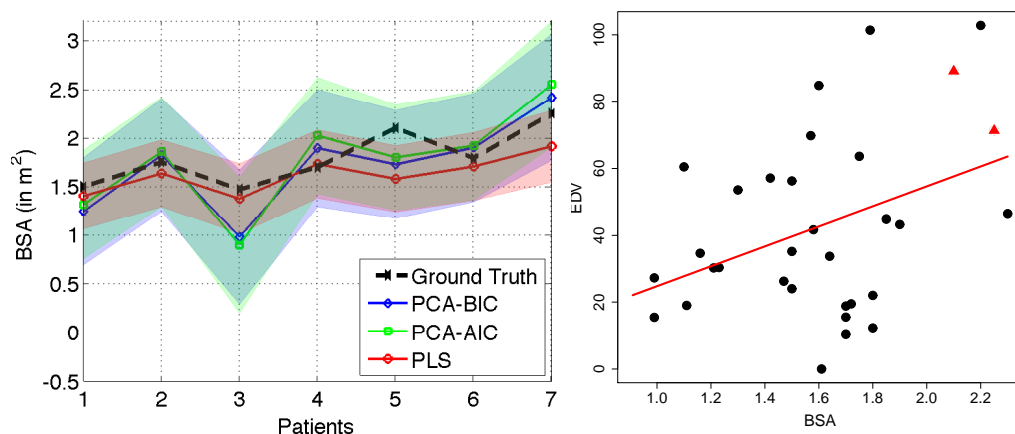 3
2.5
2
1.5
1
0.5
0
-0.5
BSA (in m²)
1 2 3 4 5 6 7
Patients
Ground Truth
PCA-BIC
PCA-AIC
PLS
100
80
60
40
20
0
EDV
1.0 1.2 1.4 1.6 1.8 2.0 2.2
BSA